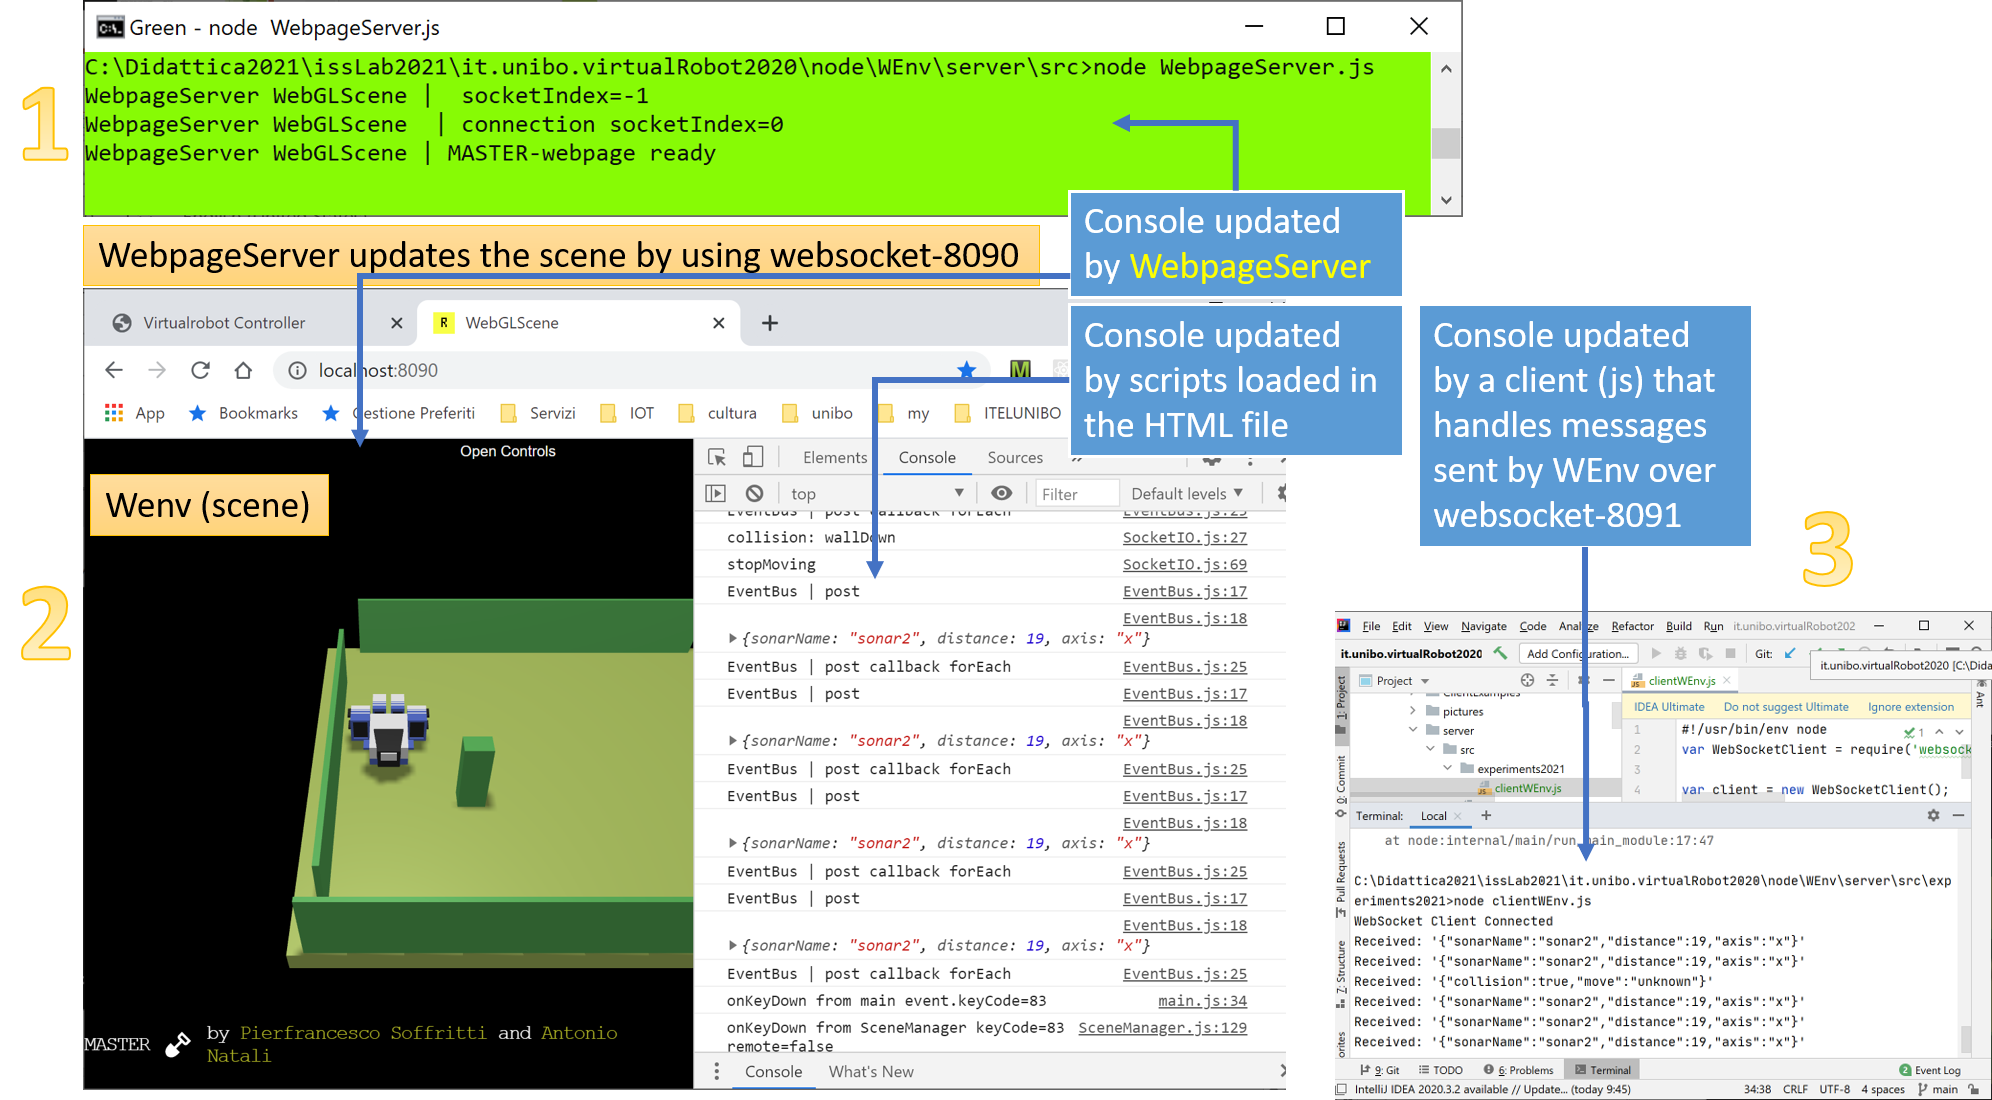 Green - node  WebpageServer.js
C:\Didattica2021\issLab2021\it.unibo.virtualRobot2020\node\WEnv\server\src>node WebpageServer.js
WebpageServer WebGLScene |  socketIndex=-1
WebpageServer WebGLScene  | connection socketIndex=0
WebpageServer WebGLScene | MASTER-webpage ready
1
Console updated
by WebpageServer
WebpageServer updates the scene by using websocket-8090
Virtualrobot Controller
WebGLScene
localhost:8090
App
Bookmarks
Gestione Preferiti
Servizi
IOT
cultura
unibo
my
ITELUNIBO
Console updated
by scripts loaded in
the HTML file
Console updated
by a client (js) that
handles messages
sent by WEnv over
websocket-8091
3
2
Open Controls
Wenv (scene)
MASTER
by Pierfrancesco Soffritti and Antonio
Natali
Elements Console Sources »
top Filter Default levels
EventBus | post callback forEach EventBus.js:25
collision: wallDown SocketIO.js:27
stopMoving SocketIO.js:69
EventBus | post EventBus.js:17
EventBus.js:18
{sonarName: "sonar2", distance: 19, axis: "x"}
EventBus | post callback forEach EventBus.js:25
EventBus | post EventBus.js:17
EventBus.js:18
{sonarName: "sonar2", distance: 19, axis: "x"}
EventBus | post callback forEach EventBus.js:25
EventBus | post EventBus.js:17
EventBus.js:18
{sonarName: "sonar2", distance: 19, axis: "x"}
EventBus | post callback forEach EventBus.js:25
EventBus | post EventBus.js:17
EventBus.js:18
{sonarName: "sonar2", distance: 19, axis: "x"}
EventBus | post callback forEach EventBus.js:25
onKeyDown from main event.keyCode=83 main.js:34
onKeyDown from SceneManager keyCode=83 SceneManager.js:129
remote=false
Console What's New
File Edit View Navigate Code Analyze Refactor Build Run it.unibo.virtualRobot202
it.unibo.virtualRobot2020 Add Configuration... Git:
it.unibo.virtualRobot2020 [C:\Dida
Project
clientWEnv.js
1: Project
Ant
ClientExamples
pictures
server
src
experiments2021
clientWEnv.js
IDEA Ultimate Do not suggest Ultimate Ignore extension
1 #!/usr/bin/env node
1
2 var WebSocketClient = require('websock
3
4 var client = new WebSocketClient();
0: Commit
Pull Requests
7: Structure
Terminal: Local
at node:internal/main/run_main_module:17:47
C:\Didattica2021\issLab2021\it.unibo.virtualRobot2020\node\WEnv\server\src\exp
eriments2021>node clientWEnv.js
WebSocket Client Connected
Received: '{"sonarName":"sonar2","distance":19,"axis":"x"}'
Received: '{"sonarName":"sonar2","distance":19,"axis":"x"}'
Received: '{"collision":true,"move":"unknown"}'
Received: '{"sonarName":"sonar2","distance":19,"axis":"x"}'
Received: '{"sonarName":"sonar2","distance":19,"axis":"x"}'
Received: '{"sonarName":"sonar2","distance":19,"axis":"x"}'
9: Git TODO 6: Problems Terminal 2 Event Log
IntelliJ IDEA 2020.3.2 available // Update... (today 9:45) 34:38 CRLF UTF-8 4 spaces main